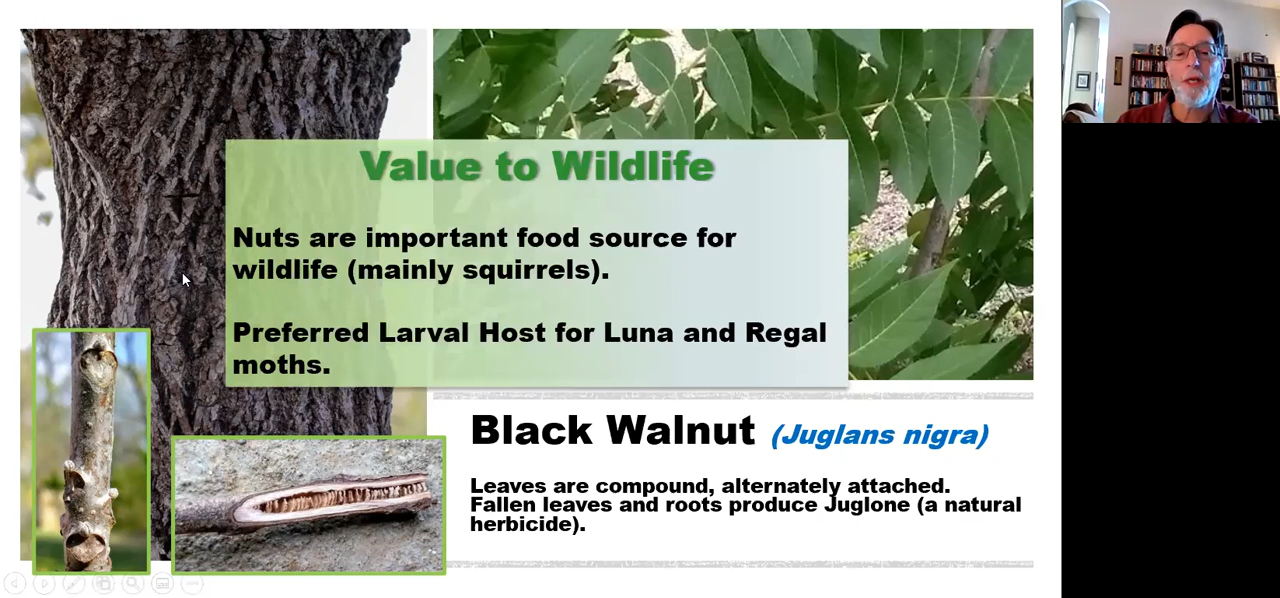 Value to Wildlife
Nuts are important food source for
wildlife (mainly squirrels).
Preferred Larval Host for Luna and Regal
moths.
Black Walnut (Juglans nigra)
Leaves are compound, alternately attached.
Fallen leaves and roots produce Juglone (a natural
herbicide).